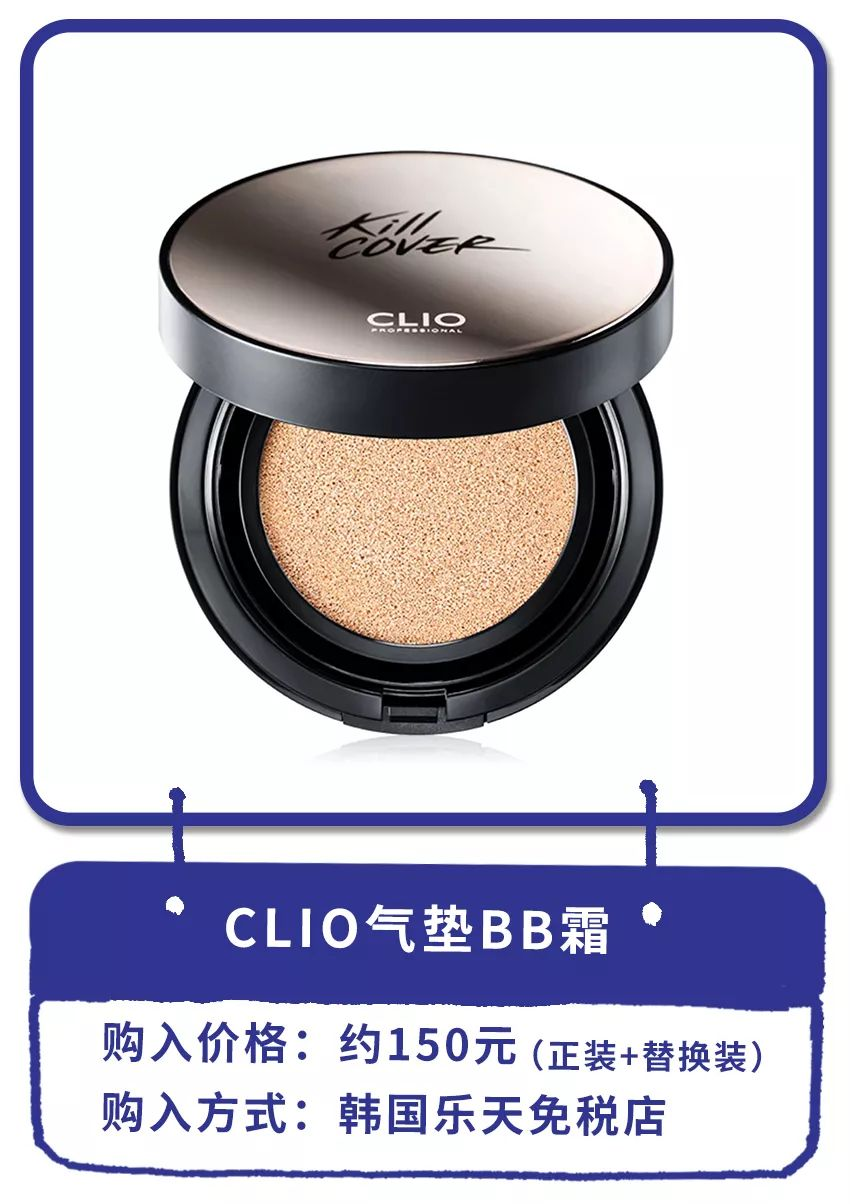 Kill
COVER
CLIO
PROFESSIONAL
CLIO气垫BB霜
购入价格：约150元（正装+替换装）
购入方式：韩国乐天免税店